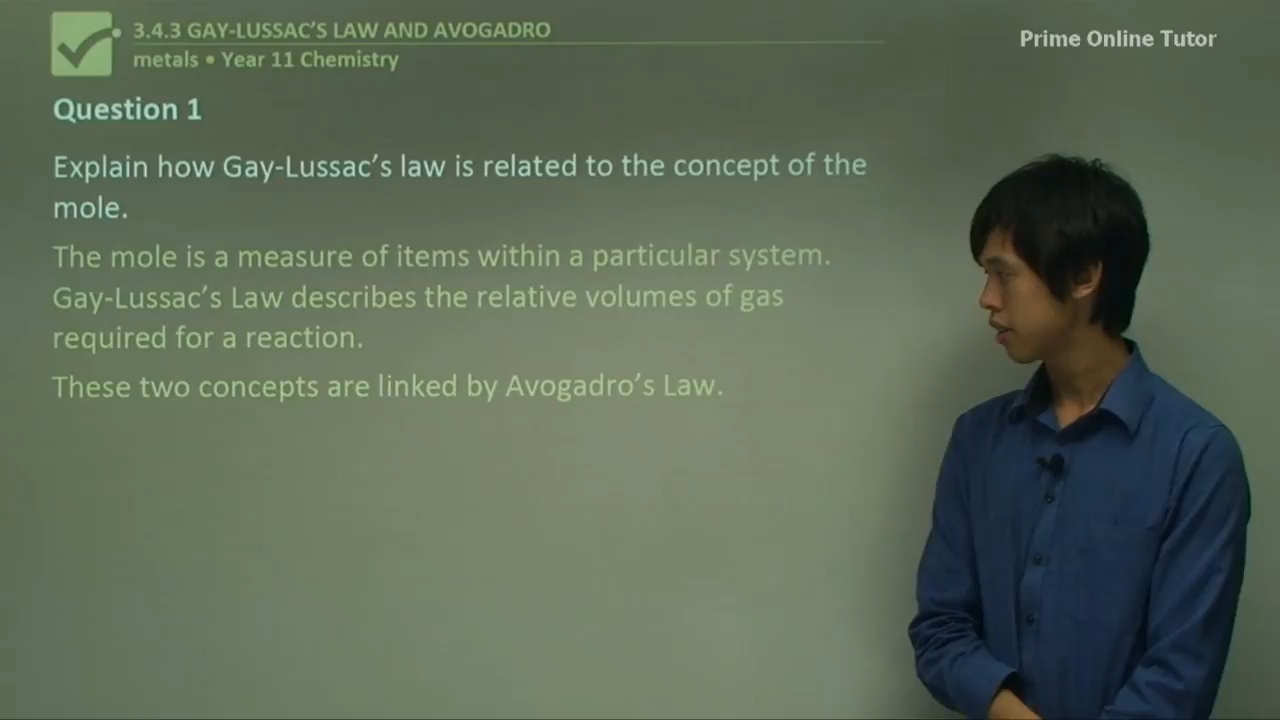 3.4.3 GAY-LUSSAC'S LAW AND AVOGADRO
metals • Year 11 Chemistry
Prime Online Tutor
Question 1
Explain how Gay-Lussac's law is related to the concept of the
mole.
The mole is a measure of items within a particular system.
Gay-Lussac's Law describes the relative volumes of gas
required for a reaction.
These two concepts are linked by Avogadro's Law.